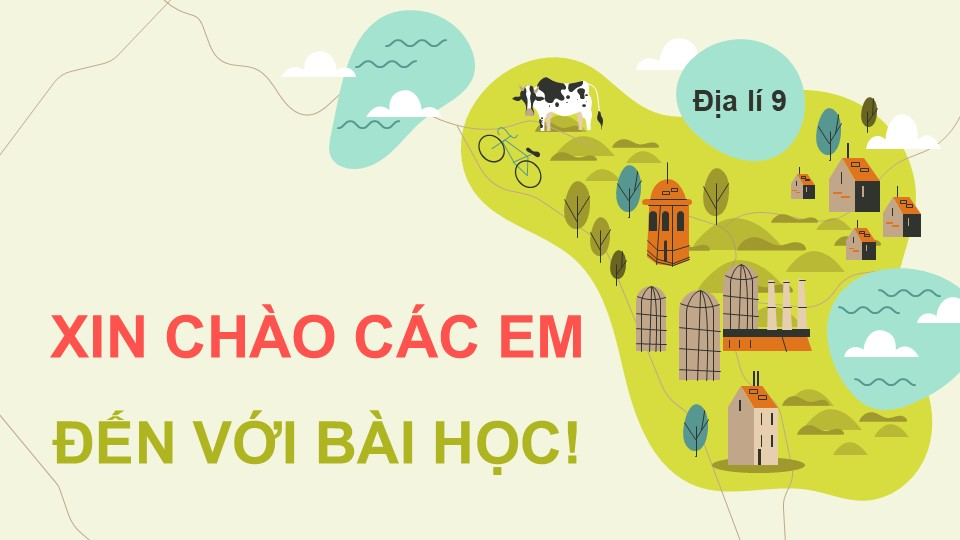 Địa lí 9
XIN CHÀO CÁC EM
ĐẾN VỚI BÀI HỌC!